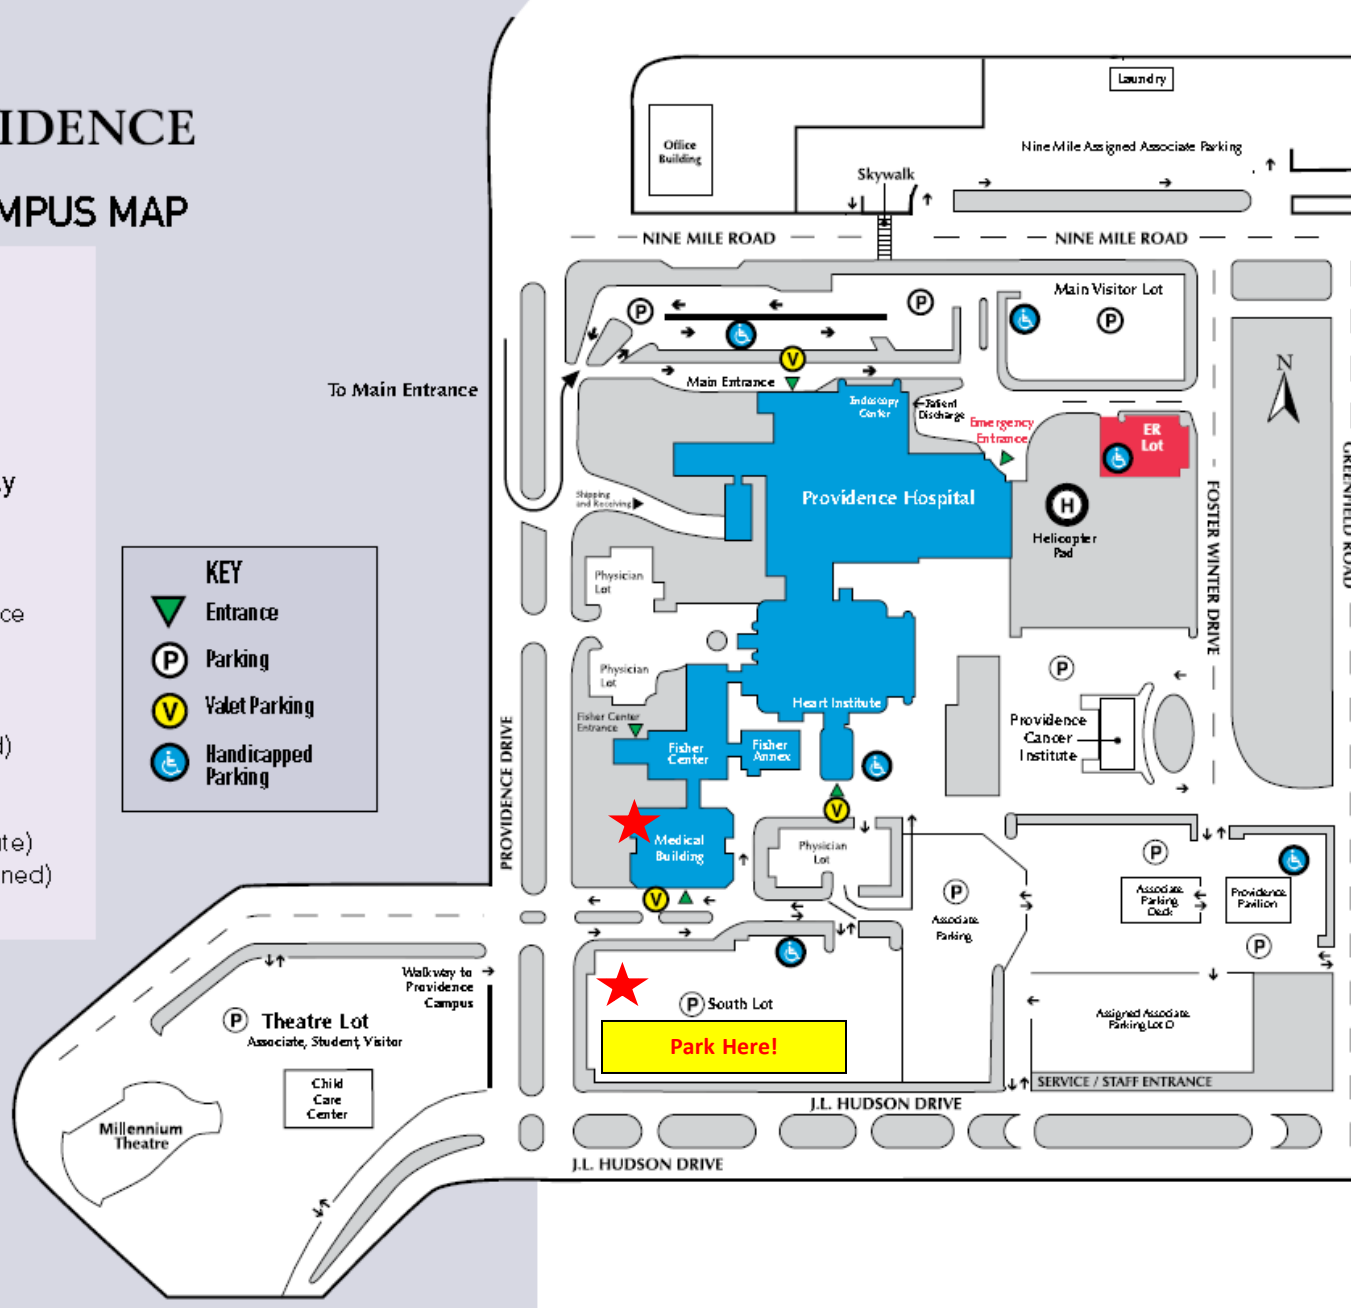 IDENCE
MPUS MAP
y
ce
)
te)
ned)
KEY
Entrance
P
Parking
V
Valet Parking
Handicapped
Parking
To Main Entrance
Laundry
Office
Building
Nine Mile Assigned Associate Parking
Skywalk
NINE MILE ROAD
NINE MILE ROAD
Main Visitor Lot
P
P
P
V
Main Entrance
Endoscopy
Center
Patient
Discharge
Emergency
Entrance
ER
Lot
N
Providence Hospital
Shipping
and Receiving
H
Helicopter
Pad
FOSTER WINTER DRIVE
GREENFIELD ROAD
Physician
Lot
Physician
Lot
Fisher Center
Entrance
Heart Institute
P
Providence
Cancer
Institute
Fisher
Center
Fisher
Annex
PROVIDENCE DRIVE
V
Medical
Building
Physician
Lot
V
P
Associate
Parking
P
Associate
Parking
Deck
Providence
Pavilion
P
Walkway to
Providence
Campus
P
Theatre Lot
Associate, Student, Visitor
Child
Care
Center
Millennium
Theatre
P
South Lot
Park Here!
Assigned Associate
Parking Lot D
SERVICE / STAFF ENTRANCE
J.L. HUDSON DRIVE
J.L. HUDSON DRIVE